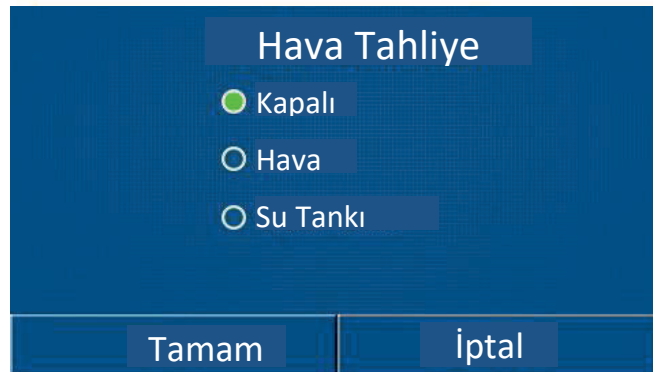 Hava Tahliye
Kapalı
Hava
Su Tankı
Tamam İptal